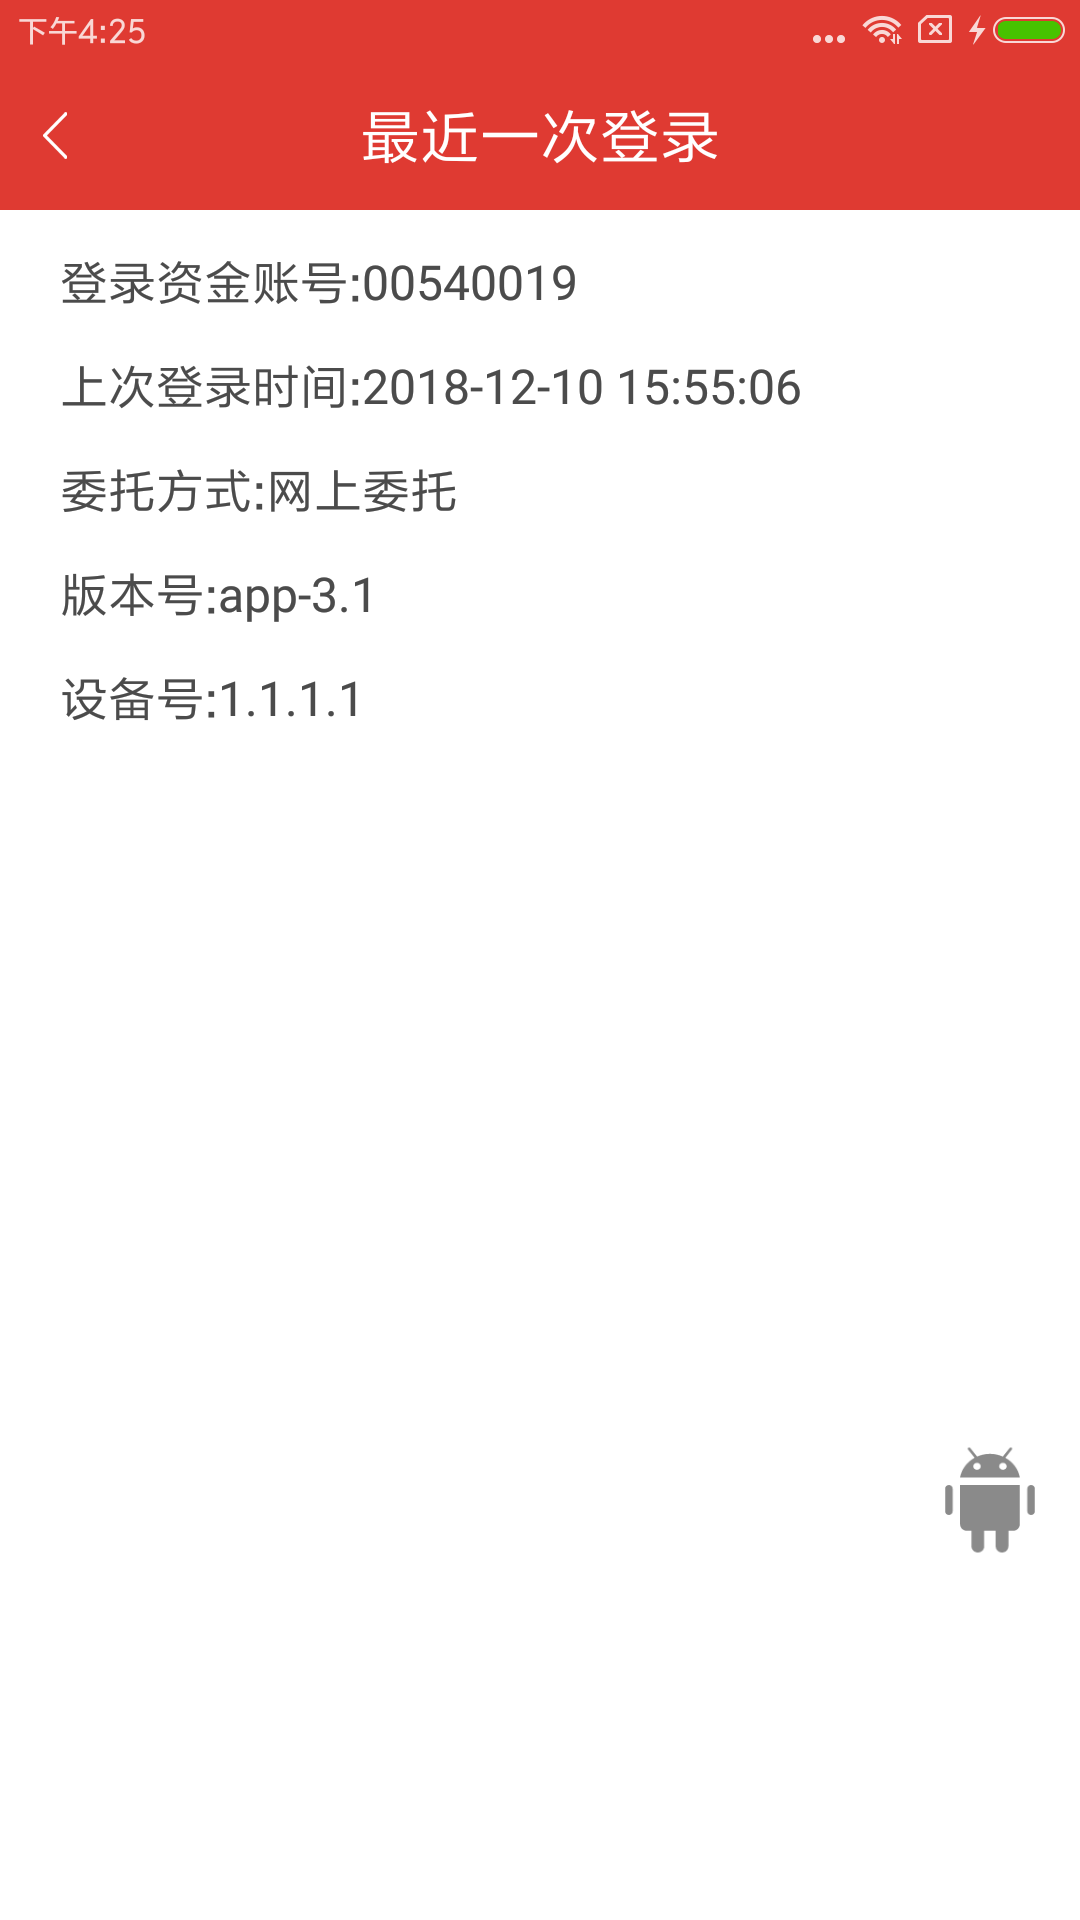 下午4:25
最近一次登录
登录资金账号:00540019
上次登录时间:2018-12-10 15:55:06
委托方式:网上委托
版本号:app-3.1
设备号:1.1.1.1